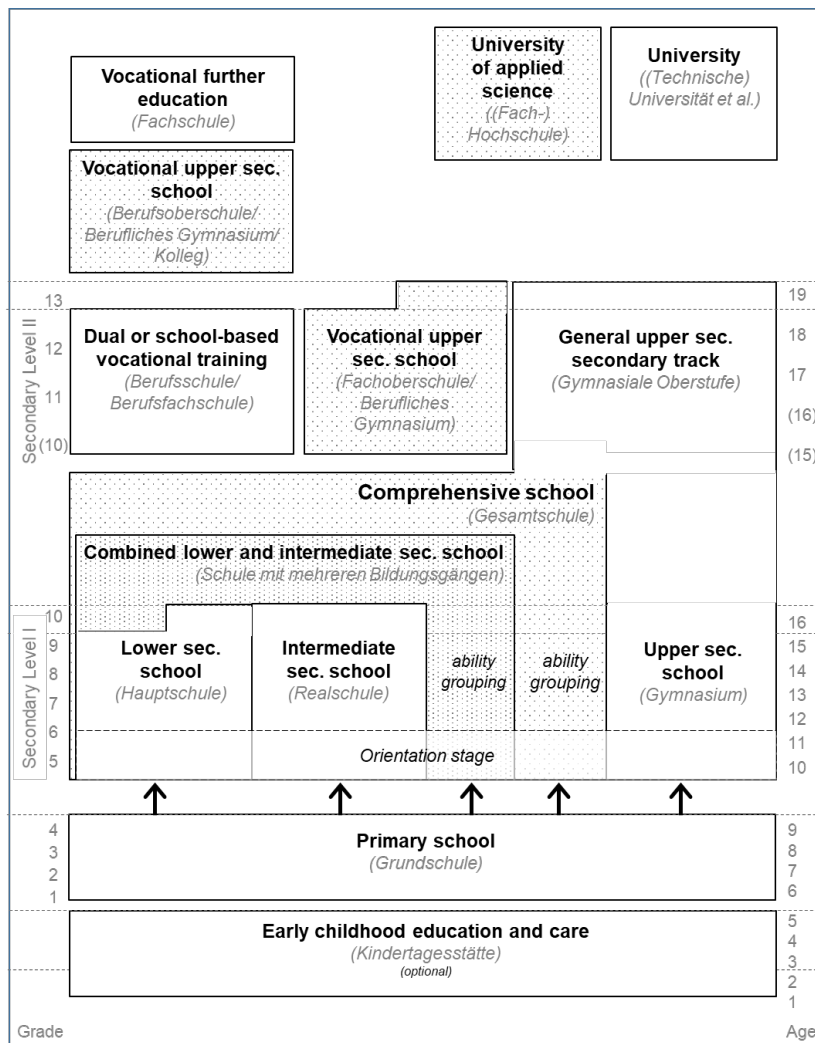 Vocational further
education
(Fachschule)
University
of applied
science
((Fach-)
Hochschule)
University
((Technische)
Universität et al.)
Vocational upper sec.
school
(Berufsoberschule/
Berufliches Gymnasium/
Kolleg)
Secondary Level II
13
12
11
(10)
Dual or school-based
vocational training
(Berufsschule/
Berufsfachschule)
Vocational upper
sec. school
(Fachoberschule/
Berufliches
Gymnasium)
General upper sec.
secondary track
(Gymnasiale Oberstufe)
19
18
17
(16)
(15)
Comprehensive school
(Gesamtschule)
Combined lower and intermediate sec. school
(Schule mit mehreren Bildungsgängen)
Secondary Level I
10
9
8
7
6
5
Lower sec.
school
(Hauptschule)
Intermediate
sec. school
(Realschule)
ability
grouping
ability
grouping
Upper sec.
school
(Gymnasium)
Orientation stage
16
15
14
13
12
11
10
4
3
2
1
Primary school
(Grundschule)
9
8
7
6
Early childhood education and care
(Kindertagesstätte)
(optional)
5
4
3
2
1
Grade
Age